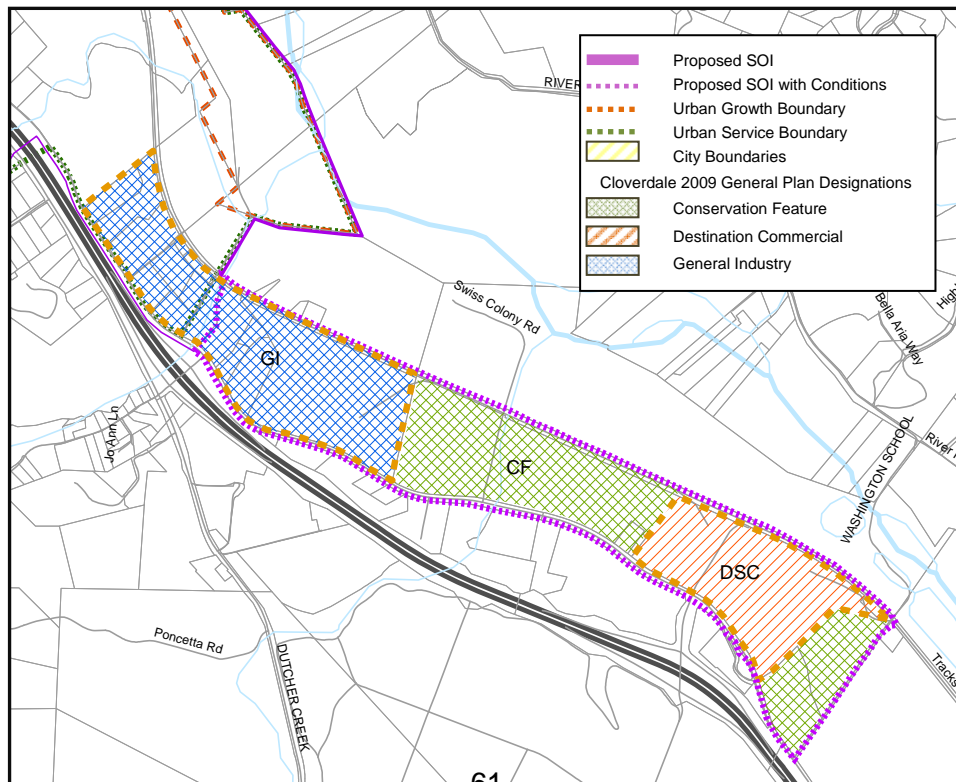 Proposed SOI
Proposed SOI with Conditions
Urban Growth Boundary
Urban Service Boundary
City Boundaries
Cloverdale 2009 General Plan Designations
Conservation Feature
Destination Commercial
General Industry
RIVER
Swiss Colony Rd
Bella Aria Way
High
River
WASHINGTON SCHOOL
GI
CF
DSC
Jo Ann Ln
Poncetta Rd
DUTCHER CREEK
Tracks
61